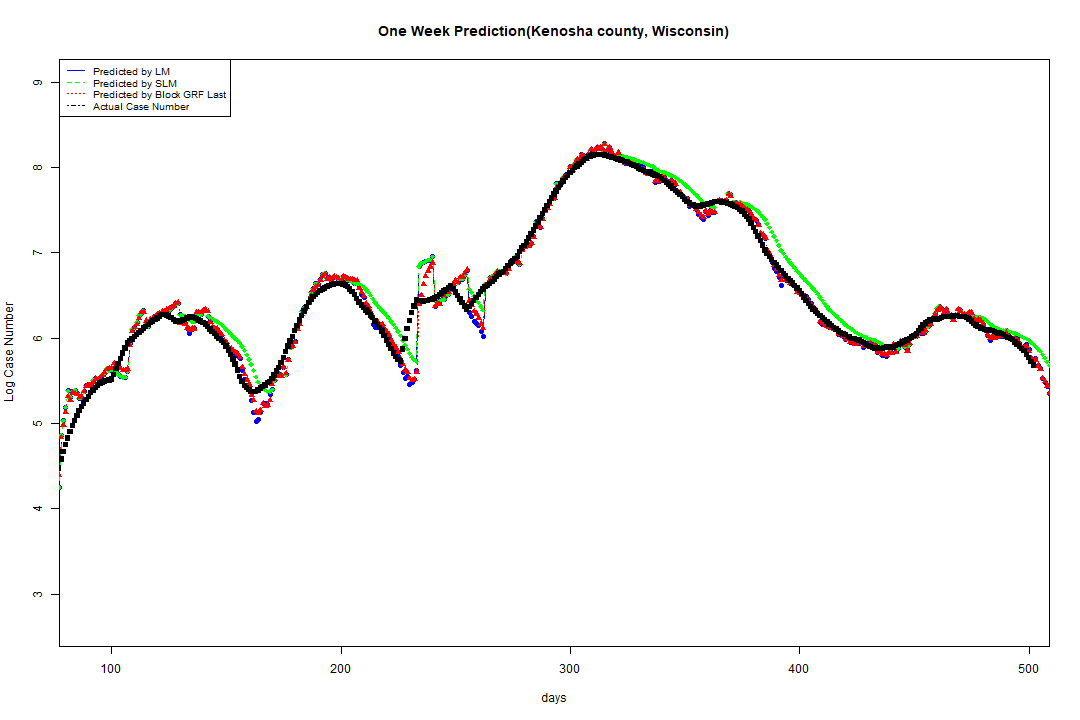 One Week Prediction(Kenosha county, Wisconsin)
Predicted by LM
Predicted by SLM
Predicted by Block GRF Last
Actual Case Number
9
8
7
6
5
4
3
Log Case Number
100 200 300 400 500
days